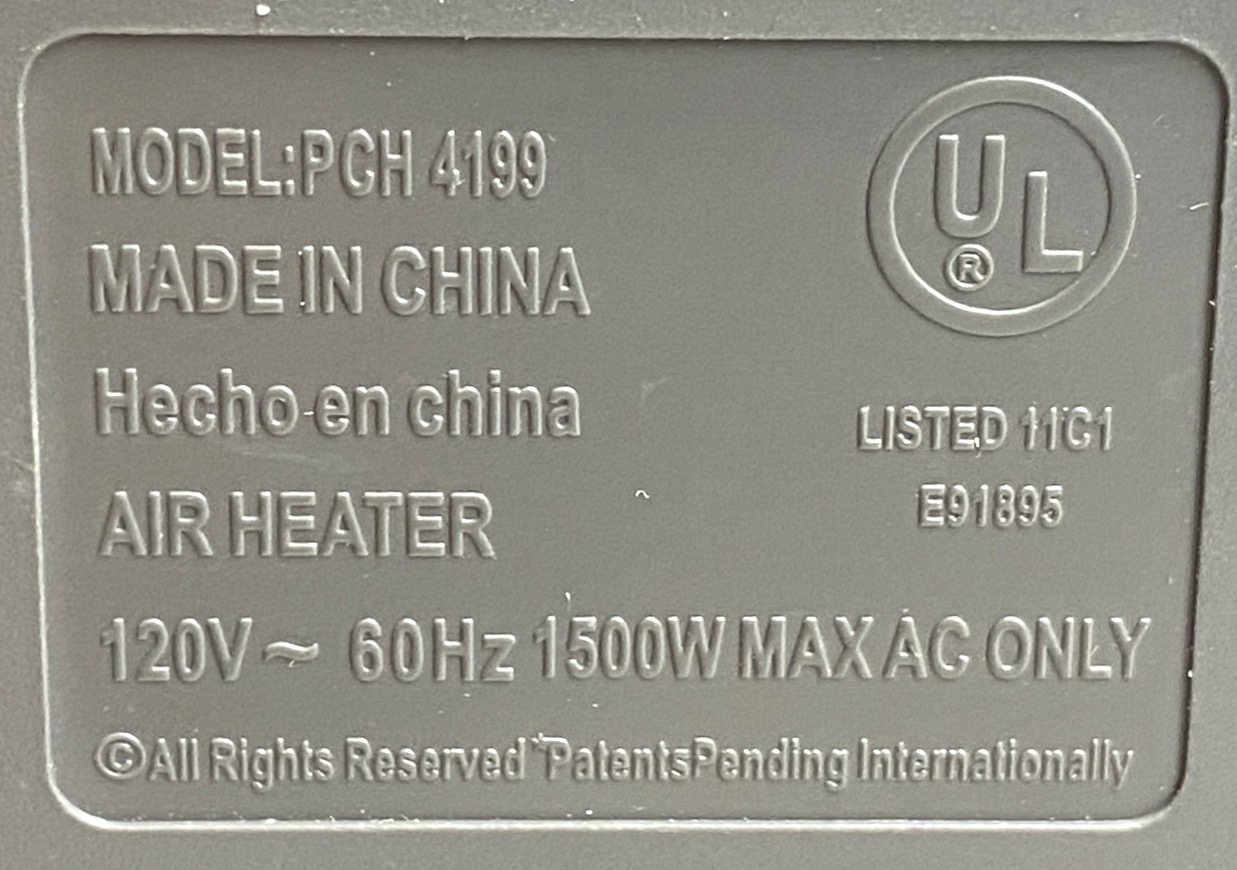 MODEL:PCH 4199
MADE IN CHINA
Hecho en china
AIR HEATER
120V~ 60Hz 1500W MAX AC ONLY
©All Rights Reserved "PatentsPending Internationally
UL
®
LISTED 11C1
E91895